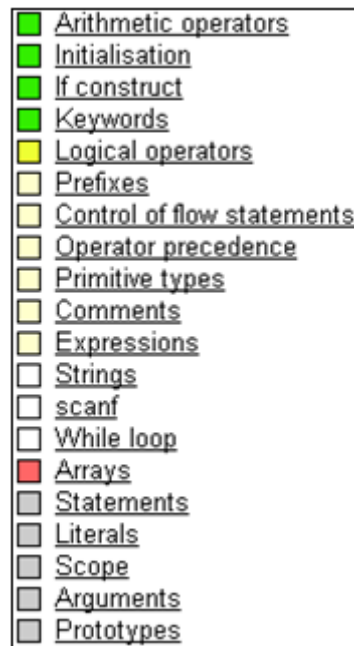 Arithmetic operators
Initialisation
If construct
Keywords
Logical operators
Prefixes
Control of flow statements
Operator precedence
Primitive types
Comments
Expressions
Strings
scanf
While loop
Arrays
Statements
Literals
Scope
Arguments
Prototypes